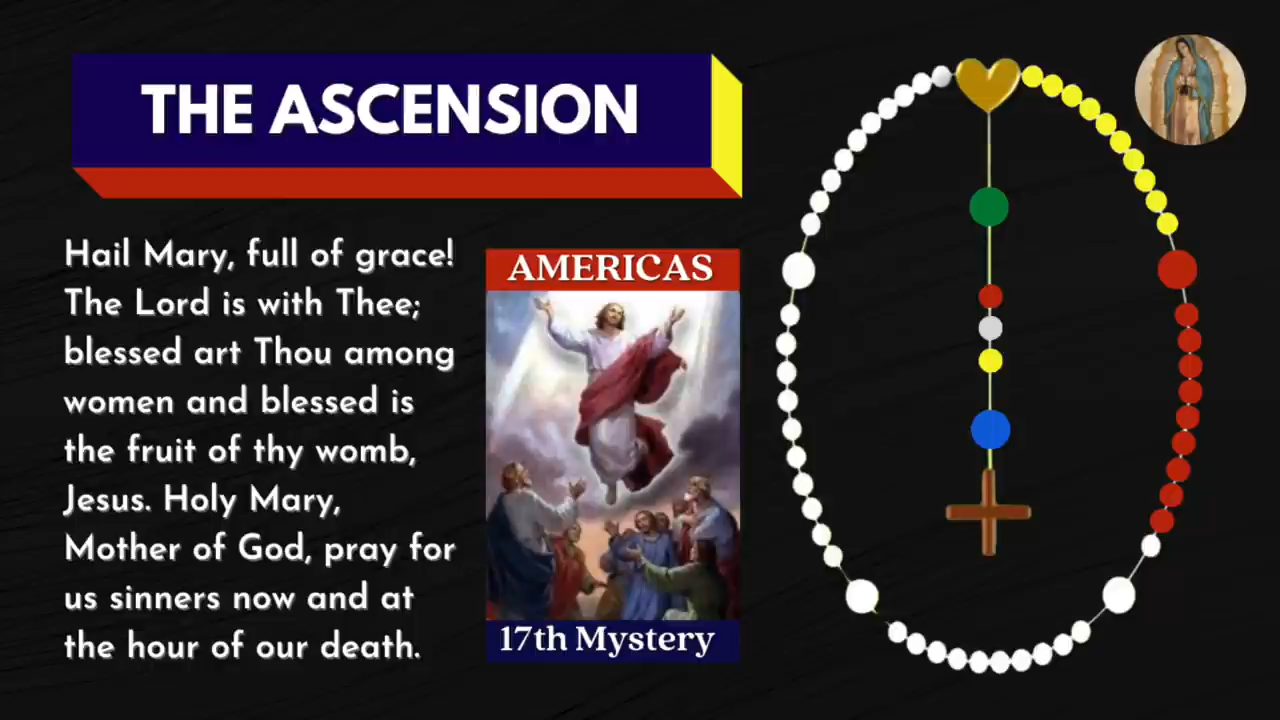 THE ASCENSION
Hail Mary, full of grace!
The Lord is with Thee;
blessed art Thou among
women and blessed is
the fruit of thy womb,
Jesus. Holy Mary,
Mother of God, pray for
us sinners now and at
the hour of our death.
AMERICAS
17th Mystery